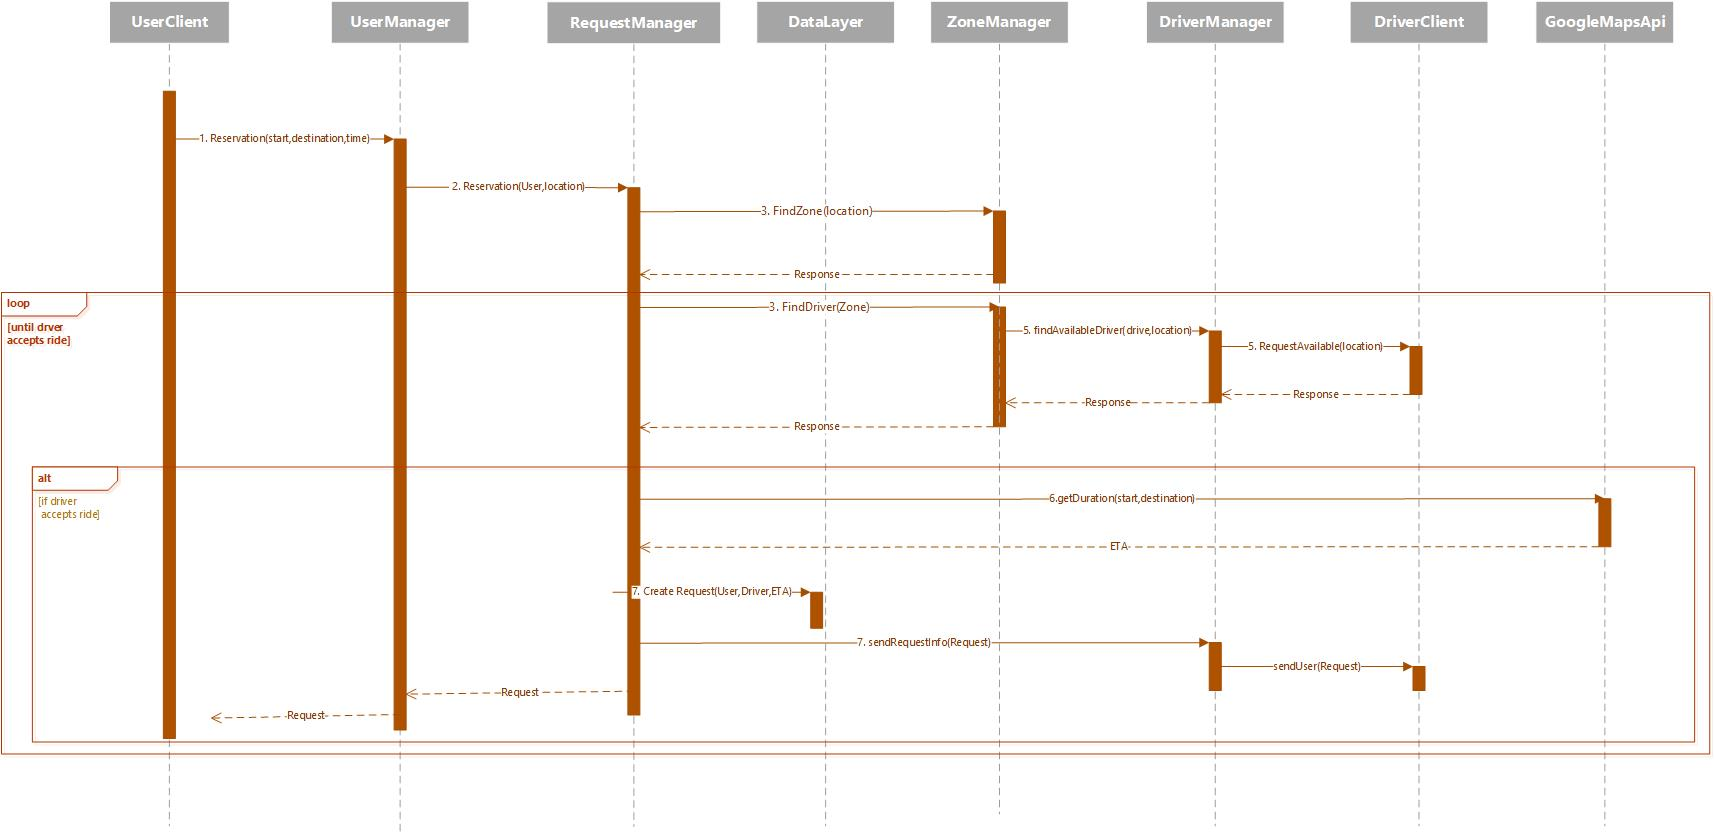 UserClient
UserManager
RequestManager
DataLayer
ZoneManager
DriverManager
DriverClient
GoogleMapsApi
1. Reservation(start,destination,time)
2. Reservation(User,location)
3. FindZone(location)
Response
loop
[until drver
accepts ride]
3. FindDriver(Zone)
5. findAvailableDriver(drive,location)
5. RequestAvailable(location)
Response
Response
Response
alt
[if driver
accepts ride]
6.getDuration(start,destination)
ETA
7. Create Request(User,Driver,ETA)
7. sendRequestInfo(Request)
sendUser(Request)
Request
Request